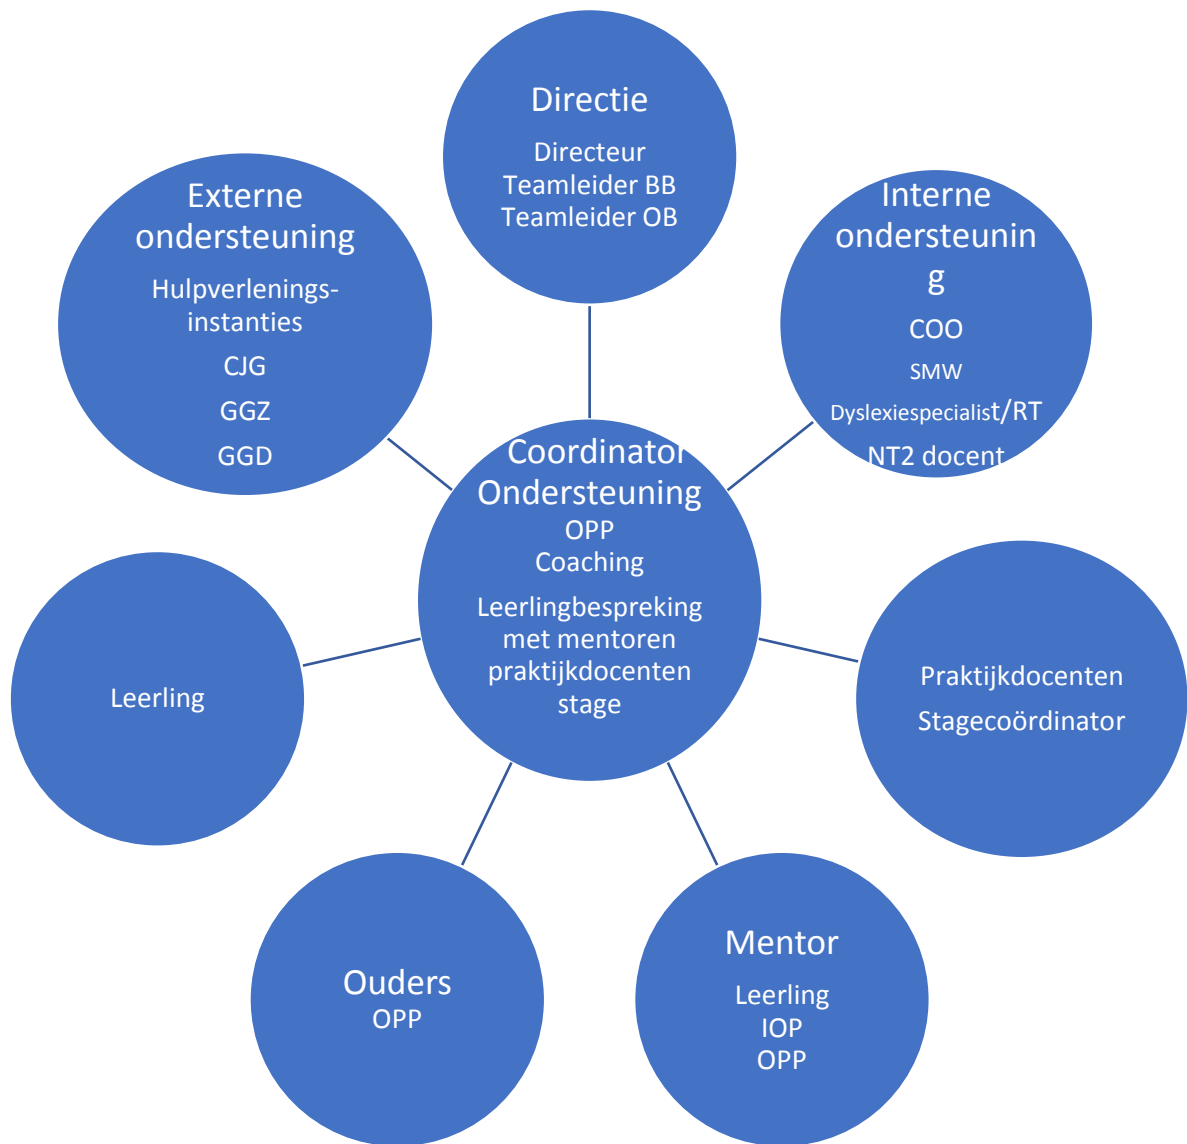 Directie
Directeur
Teamleider BB
Teamleider OB
Externe
ondersteuning
Hulpverlenings-
instanties
CJG
GGZ
GGD
Interne
ondersteunin
g
COO
SMW
Dyslexiespecialist/RT
NT2 docent
Coordinator
Ondersteuning
OPP
Coaching
Leerlingbespreking
met mentoren
praktijkdocenten
stage
Leerling
Praktijkdocenten
Stagecoördinator
Ouders
OPP
Mentor
Leerling
IOP
OPP